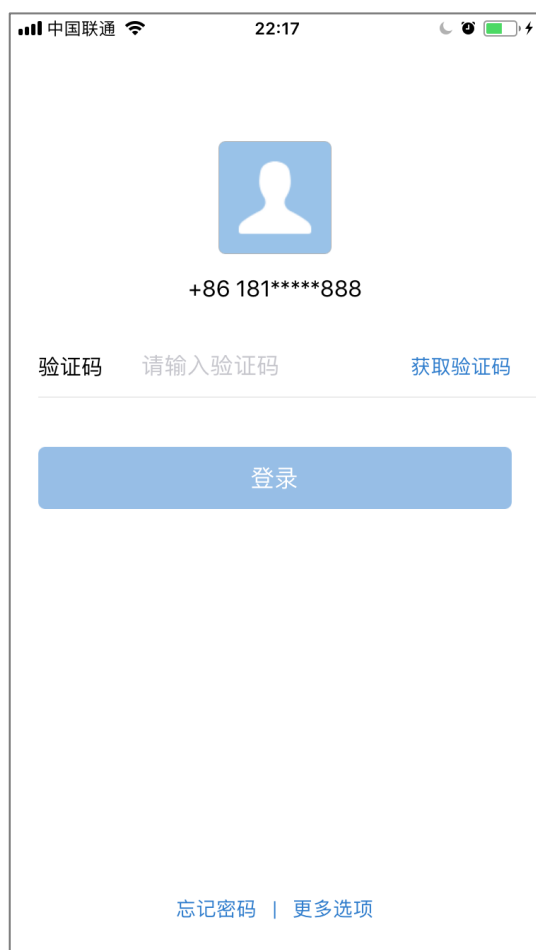 中国联通 22:17
+86 181*****888
验证码 请输入验证码 获取验证码
登录
忘记密码 | 更多选项